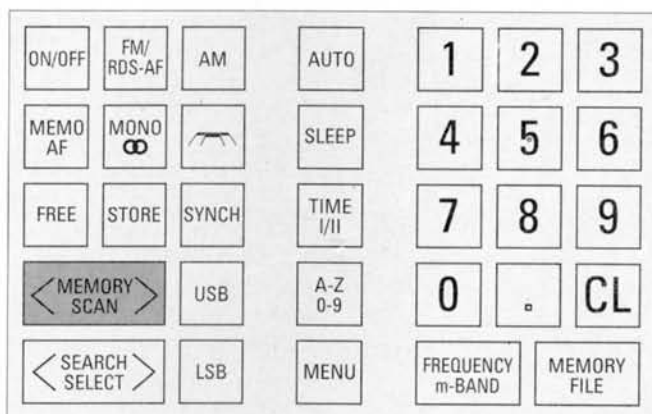 ON/OFF
FM/
RDS-AF
AM
AUTO
1
2
3
MEMO
AF
MONO
SLEEP
4
5
6
FREE
STORE
SYNCH
TIME
I/II
7
8
9
< MEMORY
SCAN >
USB
A-Z
0-9
0
.
CL
< SEARCH
SELECT >
LSB
MENU
FREQUENCY
m-BAND
MEMORY
FILE